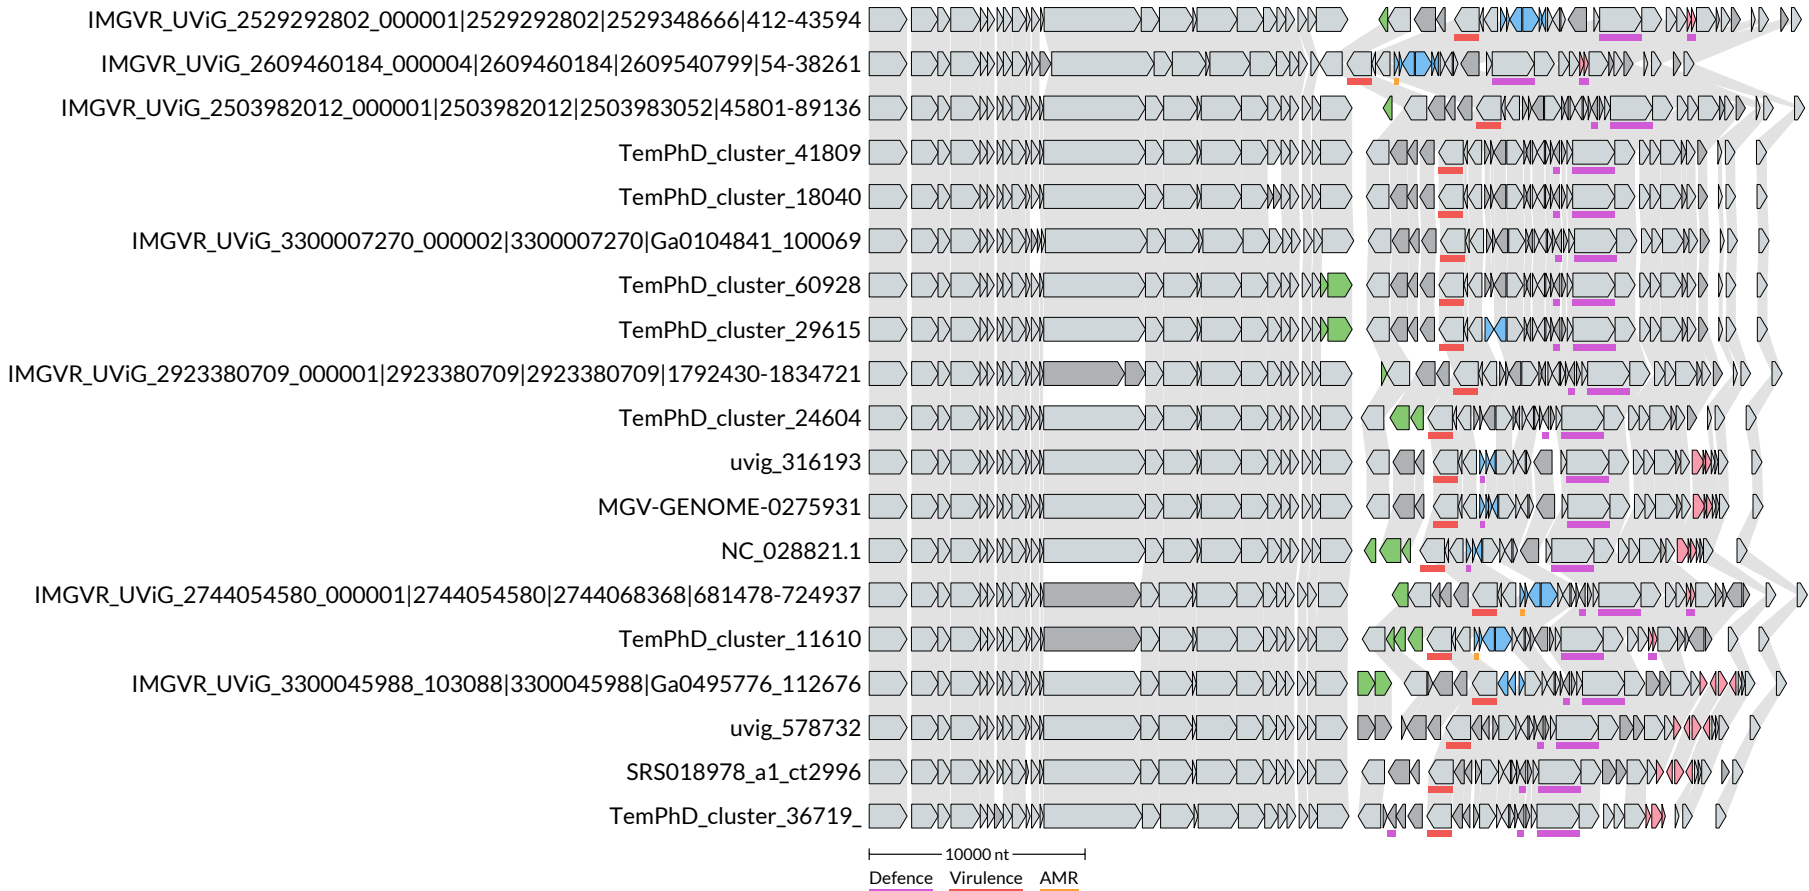 IMGVR_UViG_2529292802_000001|2529292802|2529348666|412-43594
IMGVR_UViG_2609460184_000004|2609460184|2609540799|54-38261
IMGVR_UViG_2503982012_000001|2503982012|2503983052|45801-89136
TemPhD_cluster_41809
TemPhD_cluster_18040
IMGVR_UViG_3300007270_000002|3300007270|Ga0104841_100069
TemPhD_cluster_60928
TemPhD_cluster_29615
IMGVR_UViG_2923380709_000001|2923380709|2923380709|1792430-1834721
TemPhD_cluster_24604
uvig_316193
MGV-GENOME-0275931
NC_028821.1
IMGVR_UViG_2744054580_000001|2744054580|2744068368|681478-724937
TemPhD_cluster_11610
IMGVR_UViG_3300045988_103088|3300045988|Ga0495776_112676
uvig_578732
SRS018978_a1_ct2996
TemPhD_cluster_36719_
10000 nt
Defence Virulence AMR